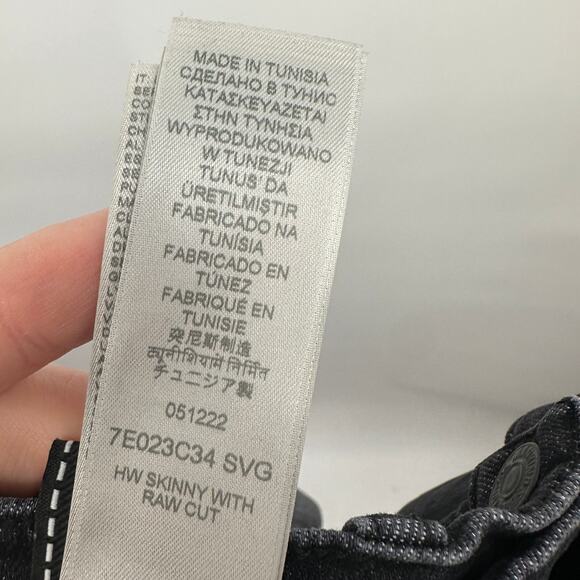 MADE IN TUNISIA
СДЕЛАНО В ТУНИС
ΚΑΤΑΣΚΕΥΑΖΕΤΑΙ
ΣΤΗΝ ΤΥΝΗΣΙΑ
WYPRODUKOWANO
W TUNEZJI
TUNUS' DA
ÜRETILMIŞTIR
FABRICADO NA
TUNÍSIA
FABRICADO EN
TÚNEZ
FABRIQUÉ EN
TUNISIE
突尼斯制造
ट्यूनीशिया में निर्मित
チュニジア製
051222
7E023C34 SVG
HW SKINNY WITH
RAW CUT